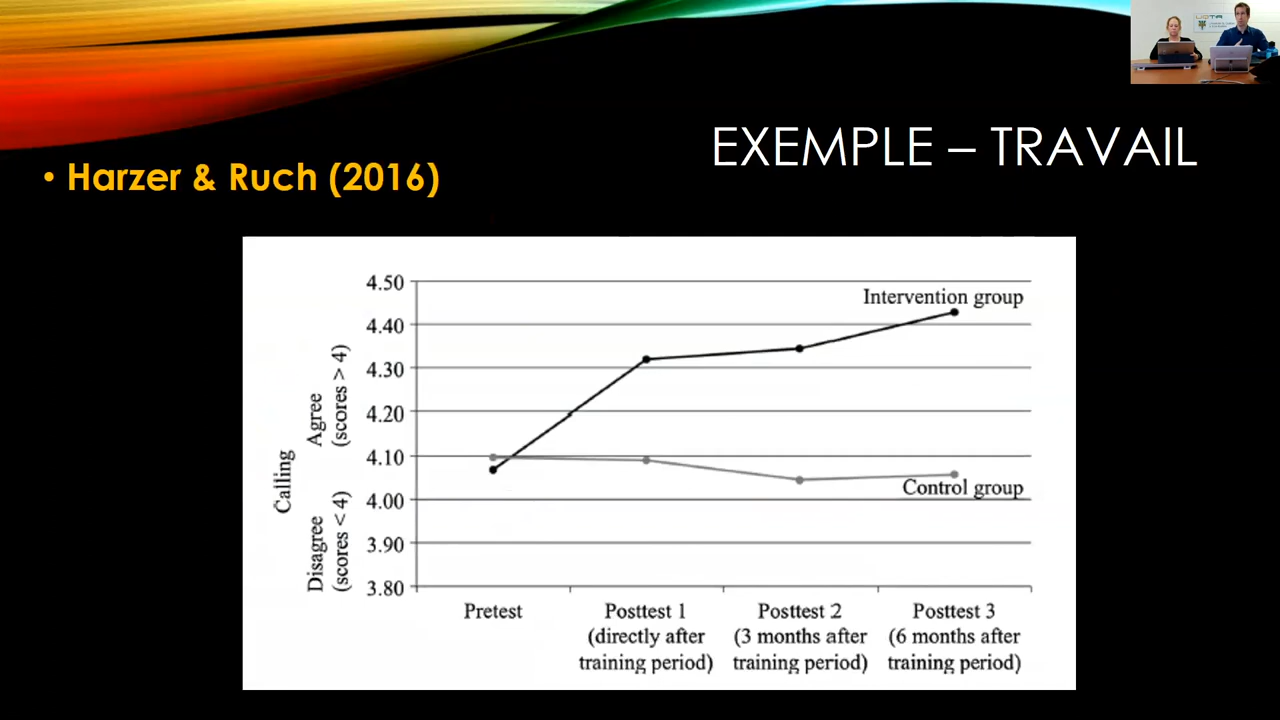 UQTR
EXEMPLE – TRAVAIL
• Harzer & Ruch (2016)
4.50
4.40
4.30
4.20
4.10
4.00
3.90
3.80
Calling
Agree
(scores > 4)
Disagree
(scores < 4)
Intervention group
Control group
Pretest
Posttest 1
(directly after
training period)
Posttest 2
(3 months after
training period)
Posttest 3
(6 months after
training period)